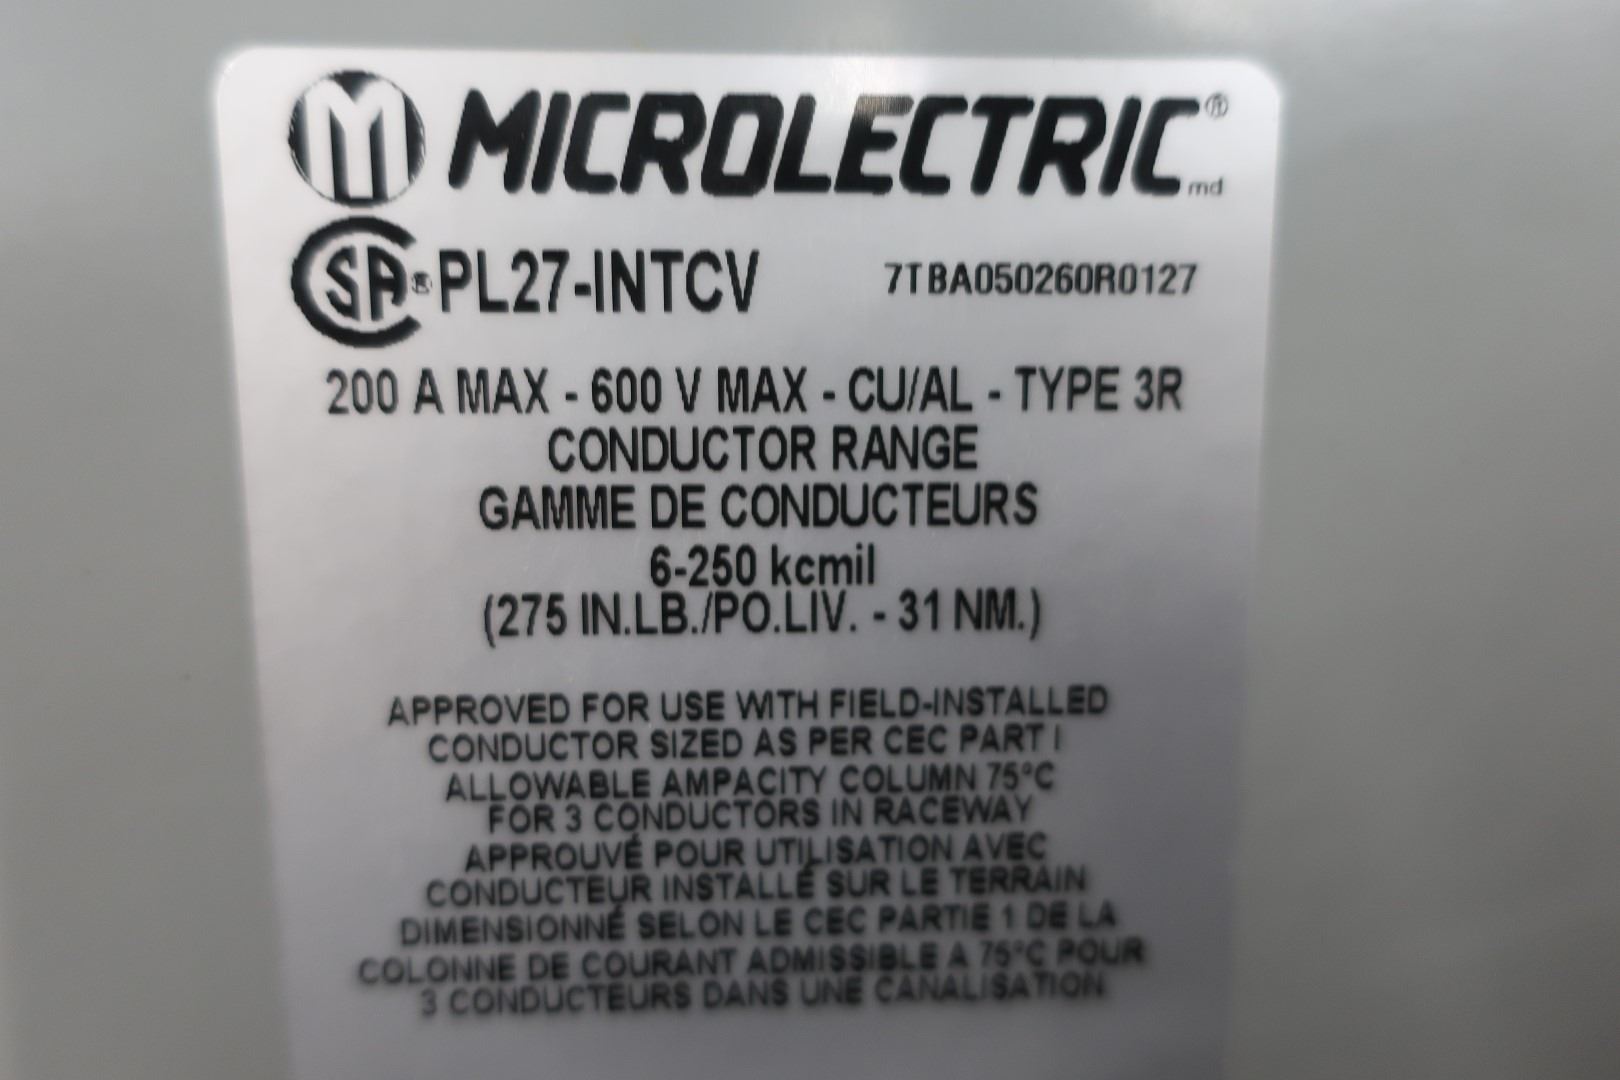 M MICROLECTRIC® md
CSA® PL27-INTCV 7TBA050260R0127
200 A MAX - 600 V MAX - CU/AL - TYPE 3R
CONDUCTOR RANGE
GAMME DE CONDUCTEURS
6-250 kcmil
(275 IN.LB./PO.LIV. - 31 NM.)
APPROVED FOR USE WITH FIELD-INSTALLED
CONDUCTOR SIZED AS PER CEC PART I
ALLOWABLE AMPACITY COLUMN 75°C
FOR 3 CONDUCTORS IN RACEWAY
APPROUVÉ POUR UTILISATION AVEC
CONDUCTEUR INSTALLÉ SUR LE TERRAIN
DIMENSIONNÉ SELON LE CEC PARTIE 1 DE LA
COLONNE DE COURANT ADMISSIBLE A 75°C POUR
3 CONDUCTEURS DANS UNE CANALISATION